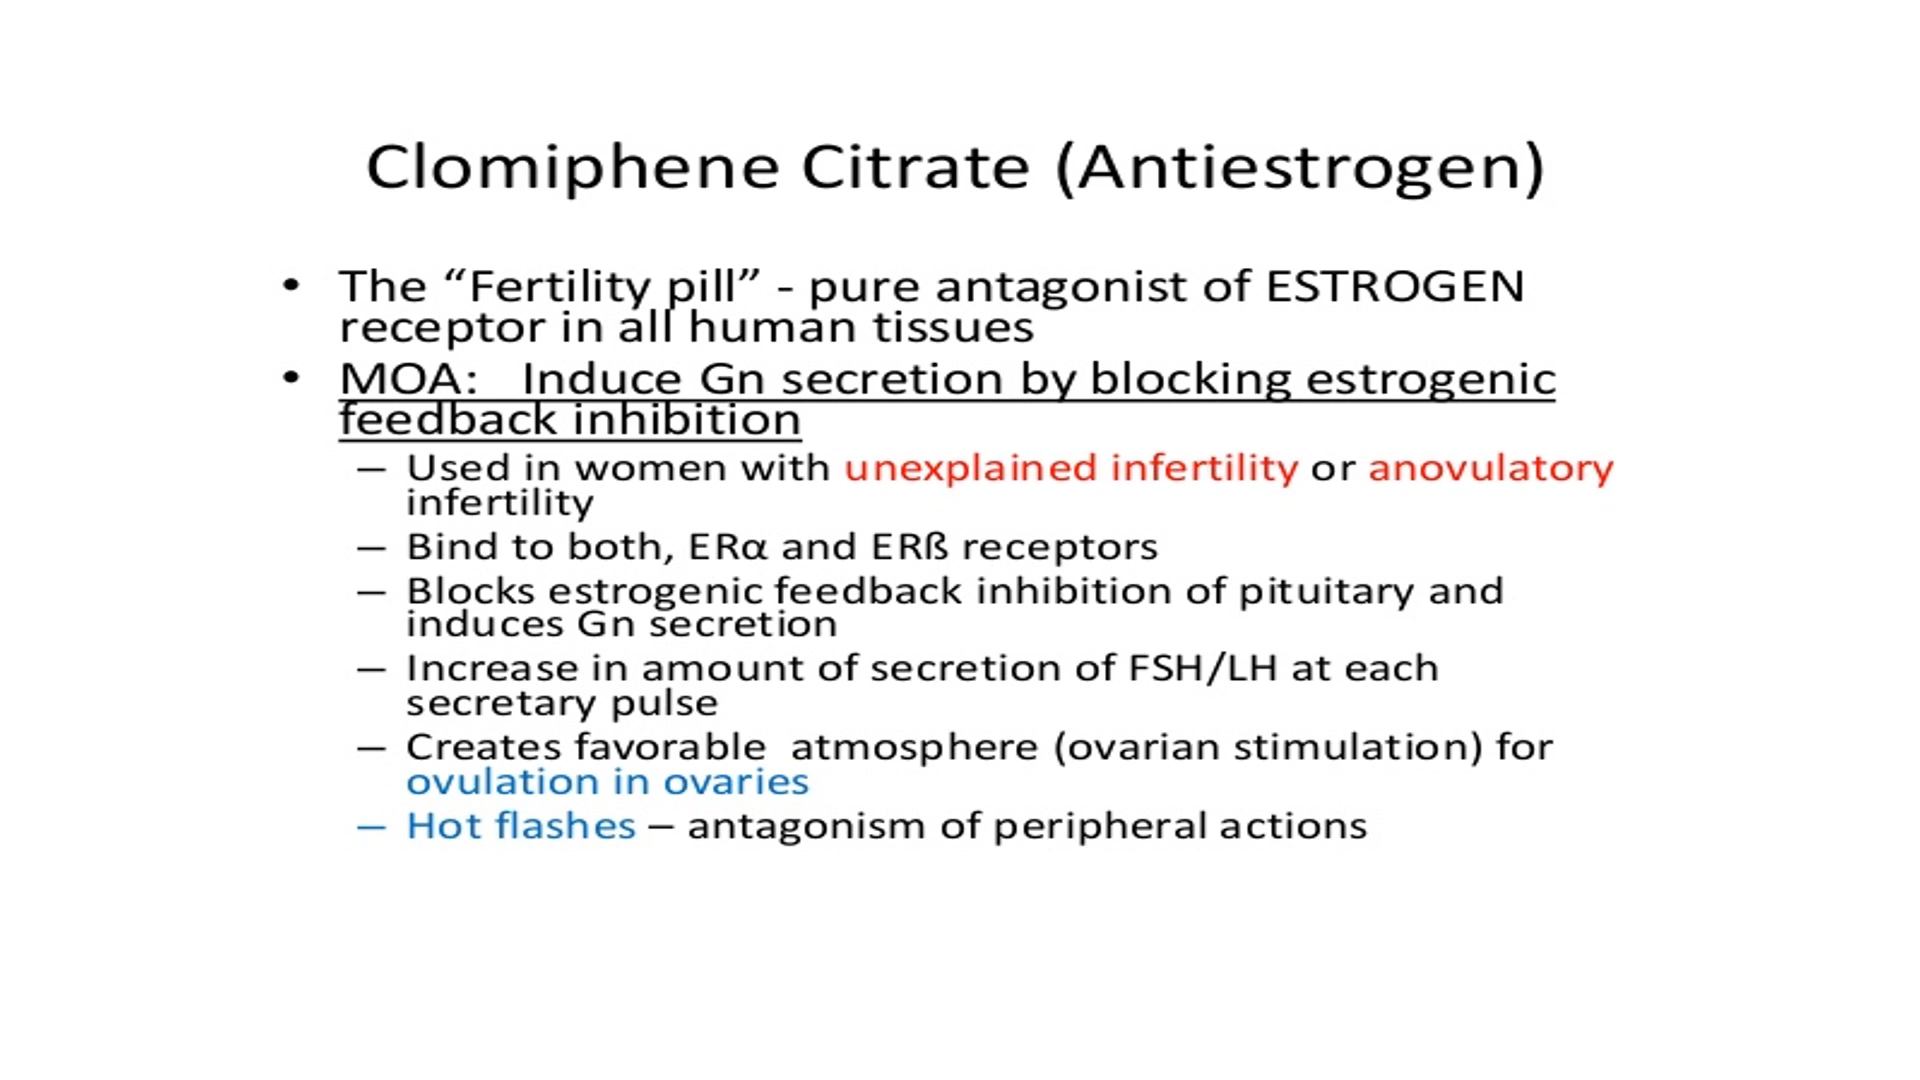 Clomiphene Citrate (Antiestrogen)
• The “Fertility pill” - pure antagonist of ESTROGEN
receptor in all human tissues
• MOA: Induce Gn secretion by blocking estrogenic
feedback inhibition
– Used in women with unexplained infertility or anovulatory
infertility
– Bind to both, ERα and ERß receptors
– Blocks estrogenic feedback inhibition of pituitary and
induces Gn secretion
– Increase in amount of secretion of FSH/LH at each
secretary pulse
– Creates favorable atmosphere (ovarian stimulation) for
ovulation in ovaries
– Hot flashes – antagonism of peripheral actions